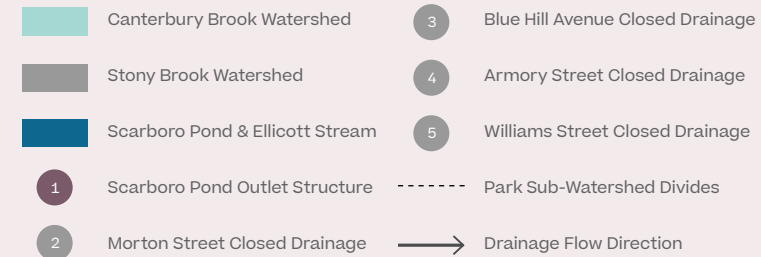 Canterbury Brook Watershed
Stony Brook Watershed
Scarboro Pond & Ellicott Stream
1 Scarboro Pond Outlet Structure
2 Morton Street Closed Drainage
3 Blue Hill Avenue Closed Drainage
4 Armory Street Closed Drainage
5 Williams Street Closed Drainage
Park Sub-Watershed Divides
Drainage Flow Direction